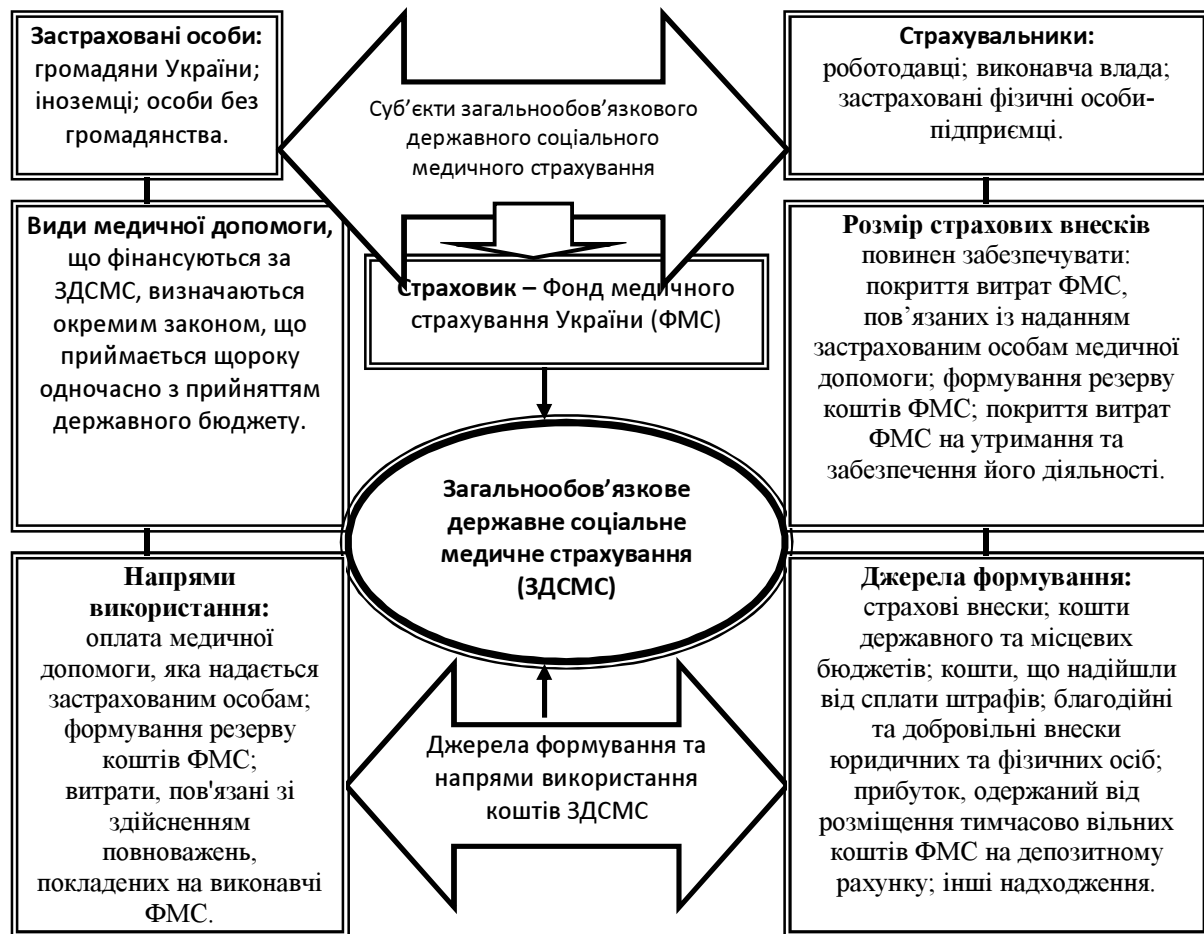 Застраховані особи:
громадяни України;
іноземці; особи без
громадянства.
Суб’єкти загальнообов’язкового
державного соціального
медичного страхування
Страхувальники:
роботодавці; виконавча влада;
застраховані фізичні особи-
підприємці.
Види медичної допомоги,
що фінансуються за
ЗДСМС, визначаються
окремим законом, що
приймається щороку
одночасно з прийняттям
державного бюджету.
Страховик – Фонд медичного
страхування України (ФМС)
Розмір страхових внесків
повинен забезпечувати:
покриття витрат ФМС,
пов’язаних із наданням
застрахованим особам медичної
допомоги; формування резерву
коштів ФМС; покриття витрат
ФМС на утримання та
забезпечення його діяльності.
Загальнообов’язкове
державне соціальне
медичне страхування
(ЗДСМС)
Напрями
використання:
оплата медичної
допомоги, яка надається
застрахованим особам;
формування резерву
коштів ФМС;
витрати, пов'язані зі
здійсненням
повноважень,
покладених на виконавчі
ФМС.
Джерела формування та
напрями використання
коштів ЗДСМС
Джерела формування:
страхові внески; кошти
державного та місцевих
бюджетів; кошти, що надійшли
від сплати штрафів; благодійні
та добровільні внески
юридичних та фізичних осіб;
прибуток, одержаний від
розміщення тимчасово вільних
коштів ФМС на депозитному
рахунку; інші надходження.